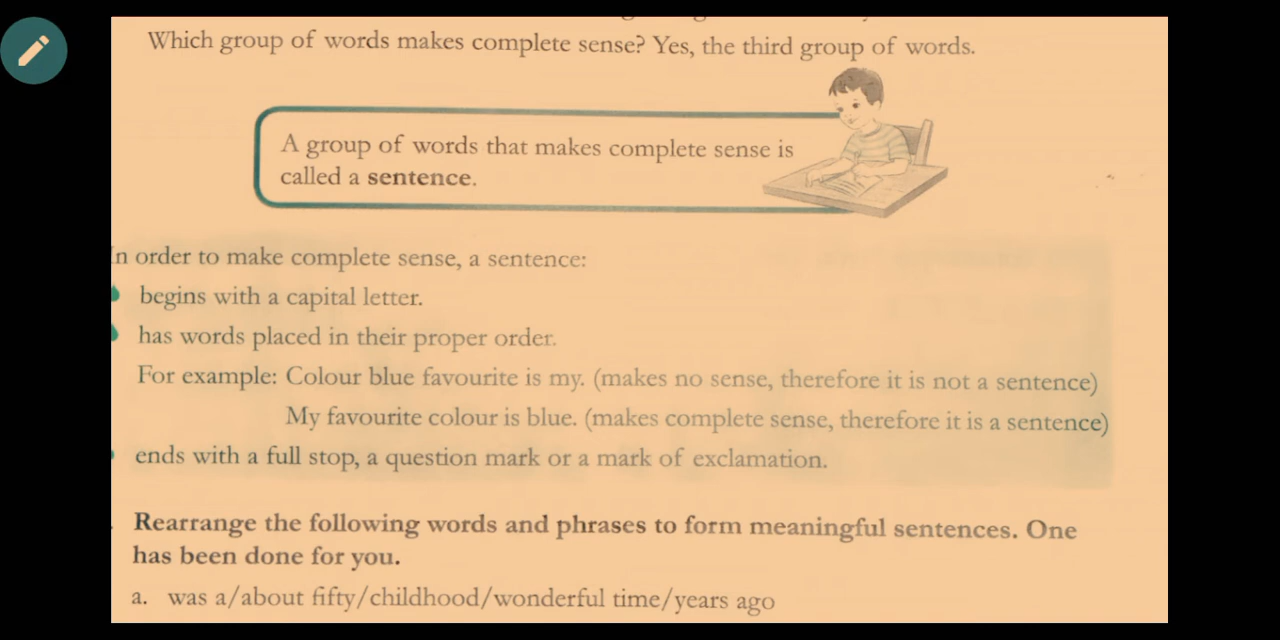 Which group of words makes complete sense? Yes, the third group of words.
A group of words that makes complete sense is
called a sentence.
In order to make complete sense, a sentence:
begins with a capital letter.
has words placed in their proper order.
For example: Colour blue favourite is my. (makes no sense, therefore it is not a sentence)
My favourite colour is blue. (makes complete sense, therefore it is a sentence)
ends with a full stop, a question mark or a mark of exclamation.
Rearrange the following words and phrases to form meaningful sentences. One
has been done for you.
a. was a/about fifty/childhood/wonderful time/years ago